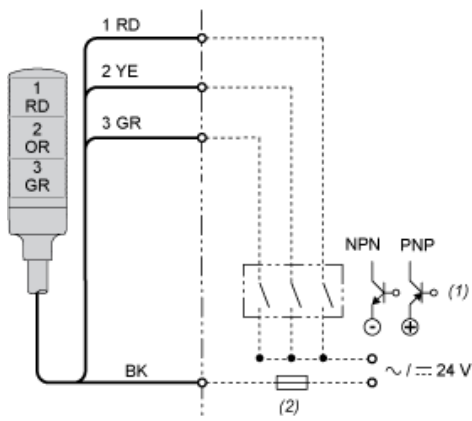 1 RD
2 YE
3 GR
1
RD
2
OR
3
GR
NPN PNP
(1)
BK
~ / ⎓ 24 V
(2)